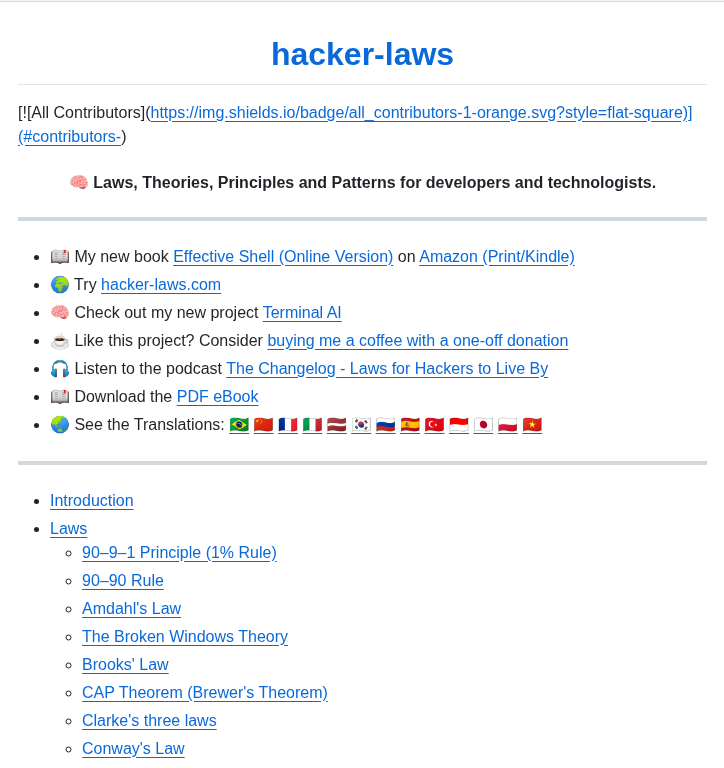 hacker-laws
[![All Contributors](https://img.shields.io/badge/all_contributors-1-orange.svg?style=flat-square)]
(#contributors-)
🧠 Laws, Theories, Principles and Patterns for developers and technologists.
• 📖 My new book Effective Shell (Online Version) on Amazon (Print/Kindle)
• 🌍 Try hacker-laws.com
• 🧠 Check out my new project Terminal AI
• ☕ Like this project? Consider buying me a coffee with a one-off donation
• 🎧 Listen to the podcast The Changelog - Laws for Hackers to Live By
• 📖 Download the PDF eBook
• 🌏 See the Translations: 🇧🇷 🇨🇳 🇫🇷 🇮🇹 🇱🇻 🇰🇷 🇷🇺 🇪🇸 🇹🇷 🇮🇩 🇯🇵 🇵🇱 🇻🇳
• Introduction
• Laws
◦ 90–9–1 Principle (1% Rule)
◦ 90–90 Rule
◦ Amdahl's Law
◦ The Broken Windows Theory
◦ Brooks' Law
◦ CAP Theorem (Brewer's Theorem)
◦ Clarke's three laws
◦ Conway's Law